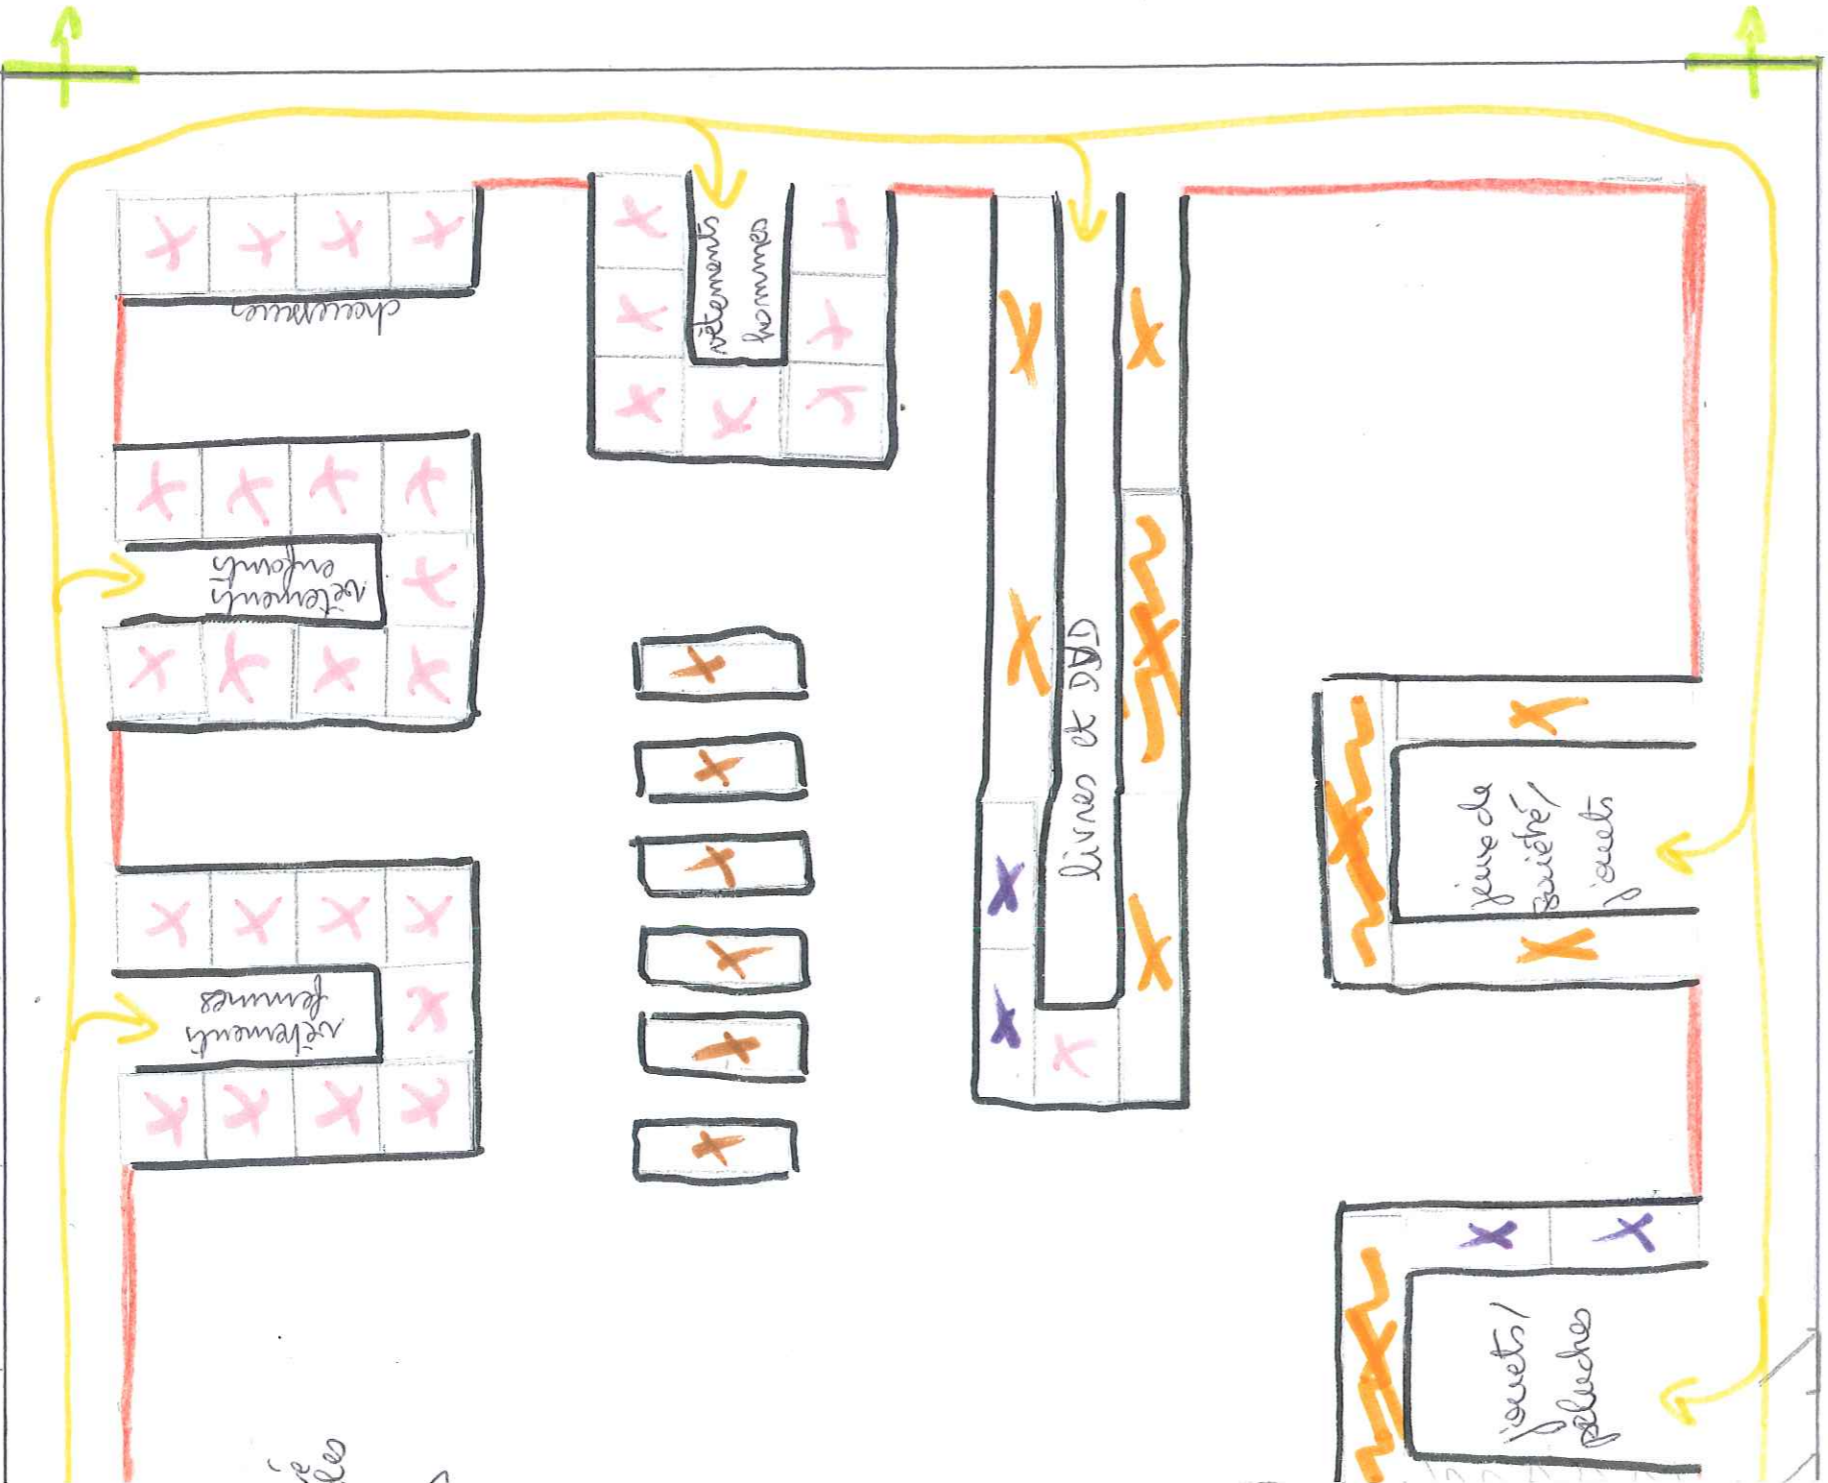 chaussures
vêtements
hommes
vêtements
enfants
livres et DVD
jeux de
société/
jouets
vêtements
femmes
jouets/
peluches